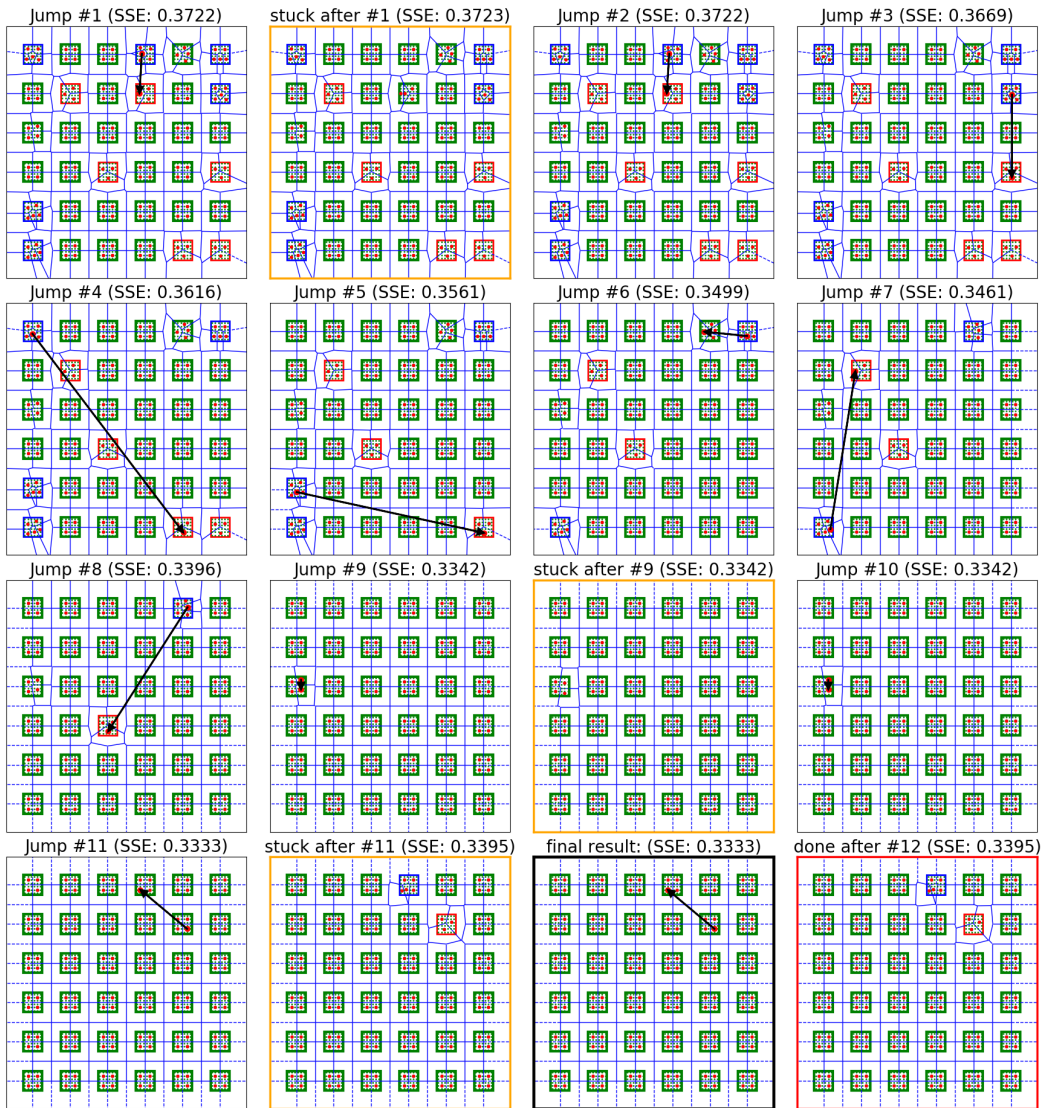 Jump #1 (SSE: 0.3722)
stuck after #1 (SSE: 0.3723)
Jump #2 (SSE: 0.3722)
Jump #3 (SSE: 0.3669)
Jump #4 (SSE: 0.3616)
Jump #5 (SSE: 0.3561)
Jump #6 (SSE: 0.3499)
Jump #7 (SSE: 0.3461)
Jump #8 (SSE: 0.3396)
Jump #9 (SSE: 0.3342)
stuck after #9 (SSE: 0.3342)
Jump #10 (SSE: 0.3342)
Jump #11 (SSE: 0.3333)
stuck after #11 (SSE: 0.3395)
final result: (SSE: 0.3333)
done after #12 (SSE: 0.3395)